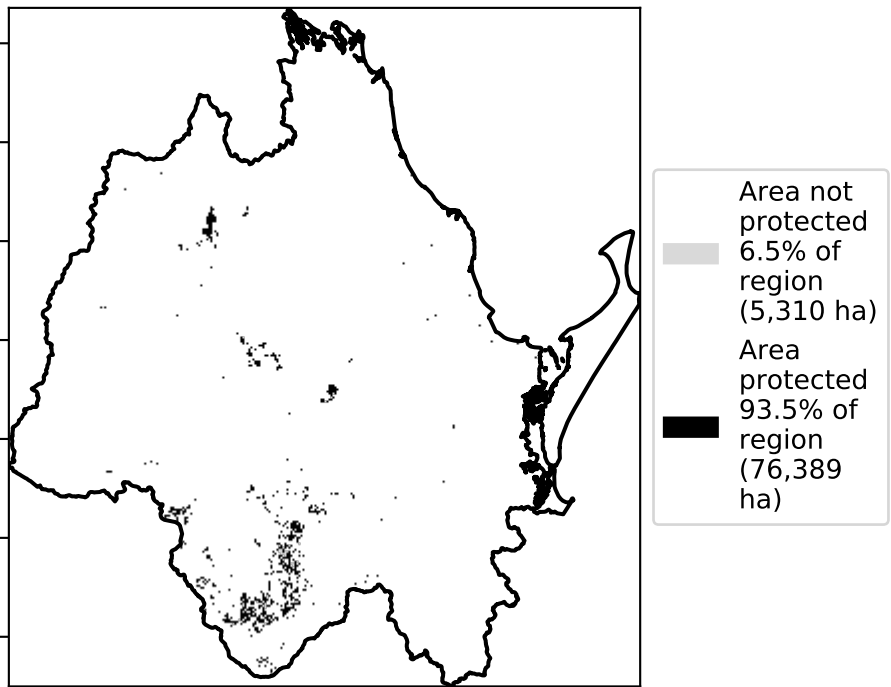 Area not
protected
6.5% of
region
(5,310 ha)
Area
protected
93.5% of
region
(76,389
ha)